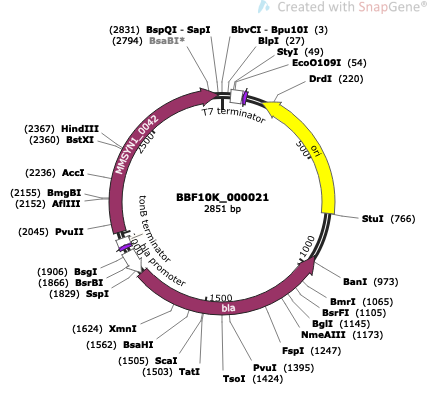 Created with SnapGene®
(2831) BspQI - SapI
(2794) BsaBI*
BbvCI - Bpu10I (3)
BlpI (27)
StyI (49)
EcoO109I (54)
DrdI (220)
T7 terminator
MMSYN1_0042
2500
ori
500
(2367) HindIII
(2360) BstXI
(2236) AccI
(2155) BmgBI
(2152) AflIII
(2045) PvuII
BBF10K_000021
2851 bp
StuI (766)
tonB terminator
bla promoter
1000
(1906) BsgI
(1866) BsrBI
(1829) SspI
BanI (973)
BmrI (1065)
BsrFI (1105)
BglI (1145)
NmeAIII (1173)
1500
bla
(1624) XmnI
(1562) BsaHI
(1505) ScaI
(1503) TatI
FspI (1247)
PvuI (1395)
TsoI (1424)